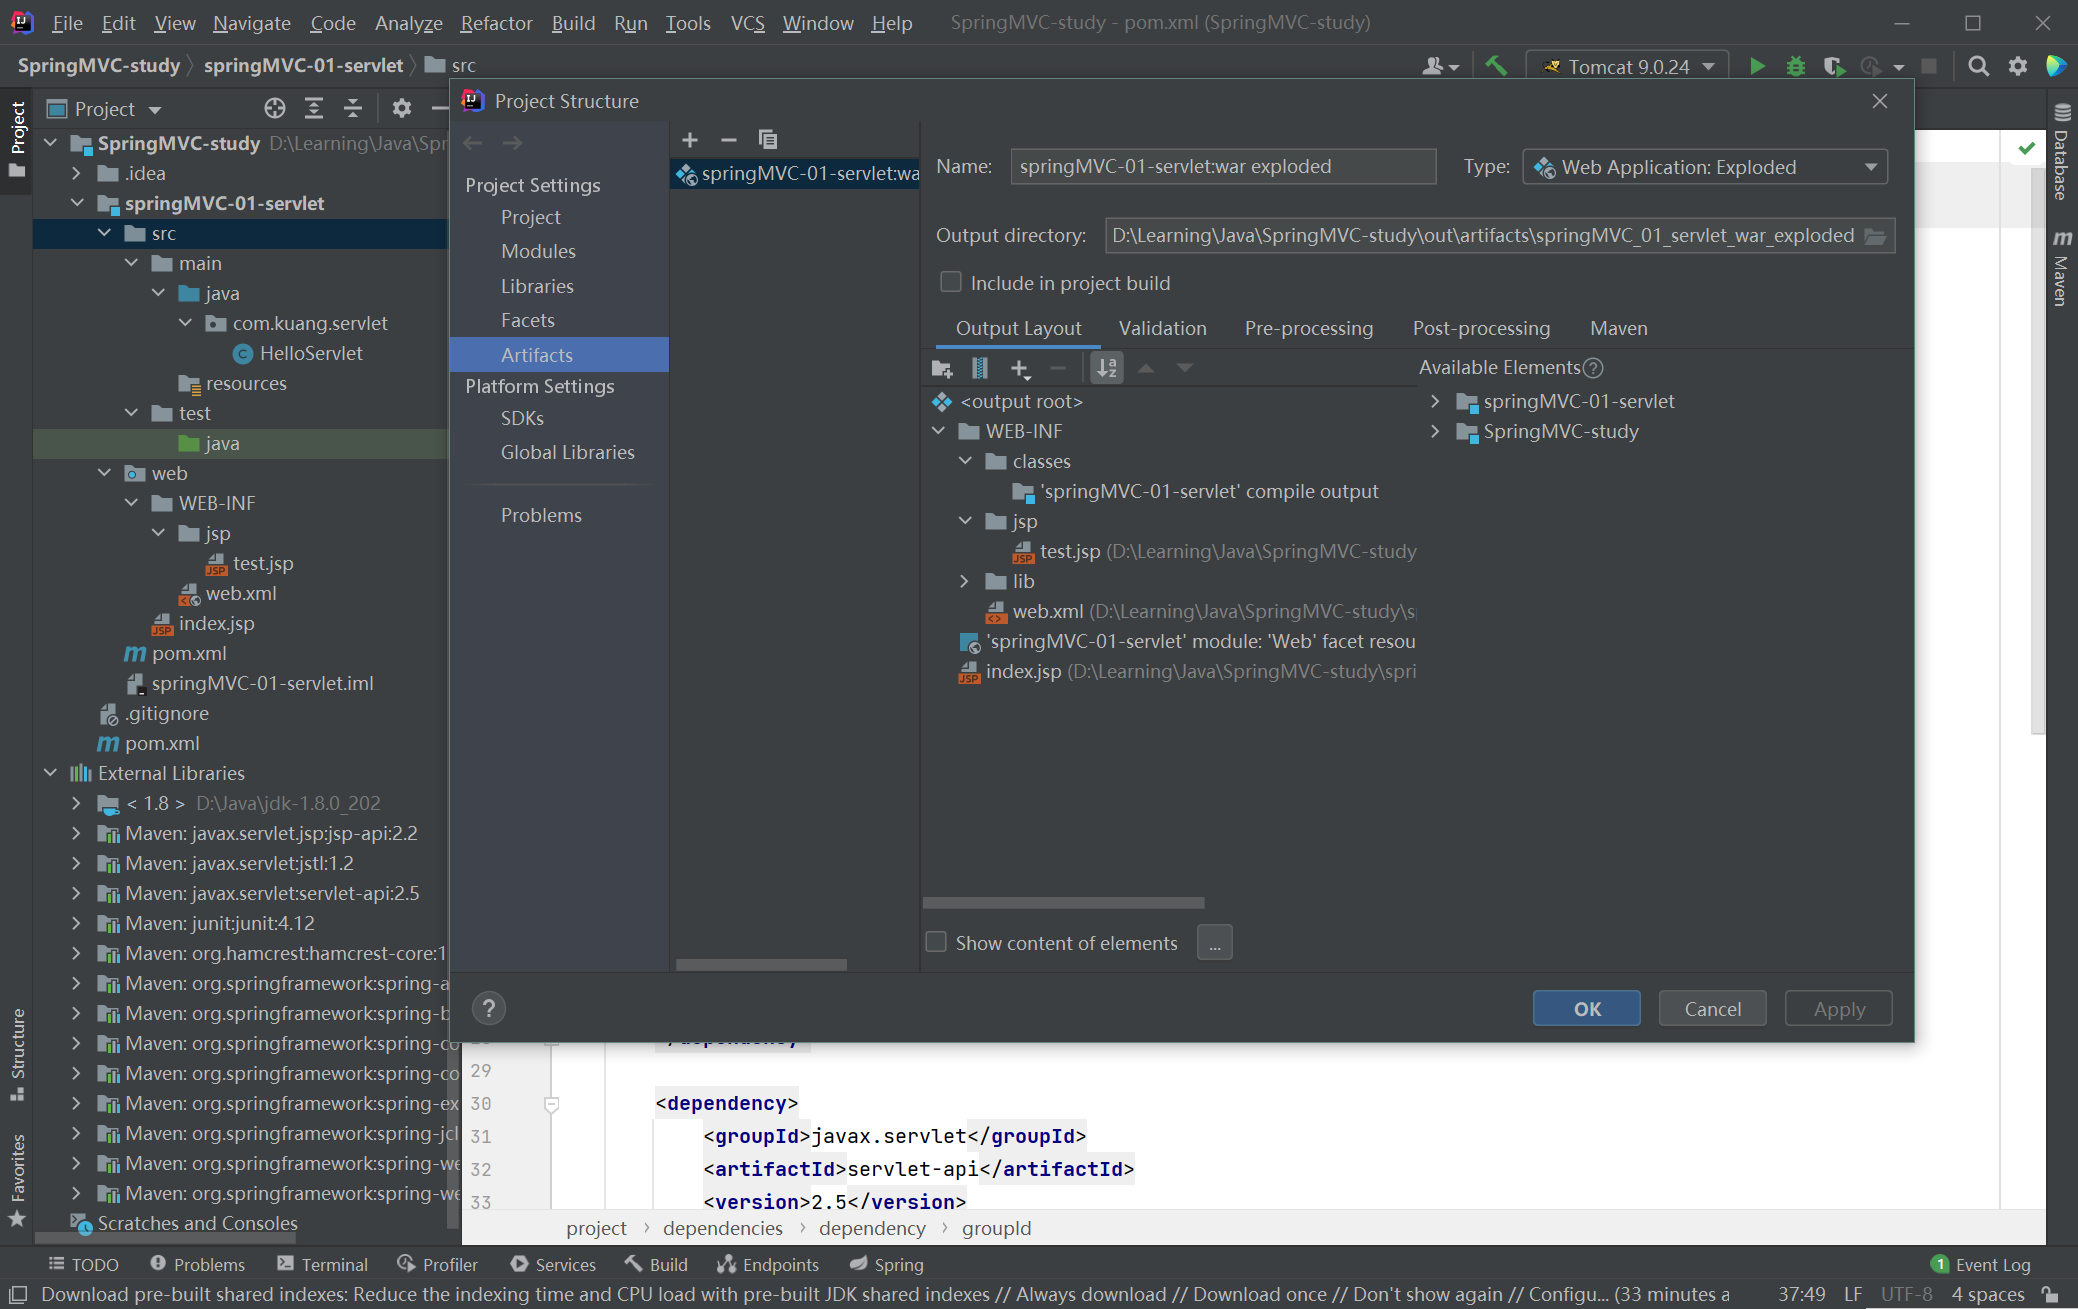 File Edit View Navigate Code Analyze Refactor Build Run Tools VCS Window Help SpringMVC-study - pom.xml (SpringMVC-study)
SpringMVC-study springMVC-01-servlet src
Tomcat 9.0.24
Project
Project
SpringMVC-study D:\Learning\Java\Spr
.idea
springMVC-01-servlet
src
main
java
com.kuang.servlet
HelloServlet
resources
test
java
web
WEB-INF
jsp
test.jsp
web.xml
index.jsp
pom.xml
springMVC-01-servlet.iml
.gitignore
pom.xml
External Libraries
< 1.8 > D:\Java\jdk-1.8.0_202
Maven: javax.servlet.jsp:jsp-api:2.2
Maven: javax.servlet:jstl:1.2
Maven: javax.servlet:servlet-api:2.5
Maven: junit:junit:4.12
Maven: org.hamcrest:hamcrest-core:1
Maven: org.springframework:spring-a
Maven: org.springframework:spring-b
Maven: org.springframework:spring-co
Maven: org.springframework:spring-co
Maven: org.springframework:spring-ex
Maven: org.springframework:spring-jcl
Maven: org.springframework:spring-we
Maven: org.springframework:spring-we
Scratches and Consoles
Structure
Favorites
Project Structure
Project Settings
Project
Modules
Libraries
Facets
Artifacts
Platform Settings
SDKs
Global Libraries
Problems
springMVC-01-servlet:wa
Name: springMVC-01-servlet:war exploded Type: Web Application: Exploded
Output directory: D:\Learning\Java\SpringMVC-study\out\artifacts\springMVC_01_servlet_war_exploded
Include in project build
Output Layout Validation Pre-processing Post-processing Maven
Available Elements ?
<output root>
WEB-INF
classes
'springMVC-01-servlet' compile output
jsp
test.jsp (D:\Learning\Java\SpringMVC-study
lib
web.xml (D:\Learning\Java\SpringMVC-study\s
'springMVC-01-servlet' module: 'Web' facet resou
index.jsp (D:\Learning\Java\SpringMVC-study\spri
springMVC-01-servlet
SpringMVC-study
Show content of elements ...
? OK Cancel Apply
Database
Maven
29
30 <dependency>
31 <groupId>javax.servlet</groupId>
32 <artifactId>servlet-api</artifactId>
33 <version>2.5</version>
project › dependencies › dependency › groupId
TODO Problems Terminal Profiler Services Build Endpoints Spring 1 Event Log
Download pre-built shared indexes: Reduce the indexing time and CPU load with pre-built JDK shared indexes // Always download // Download once // Don't show again // Configu... (33 minutes a 37:49 LF UTF-8 4 spaces